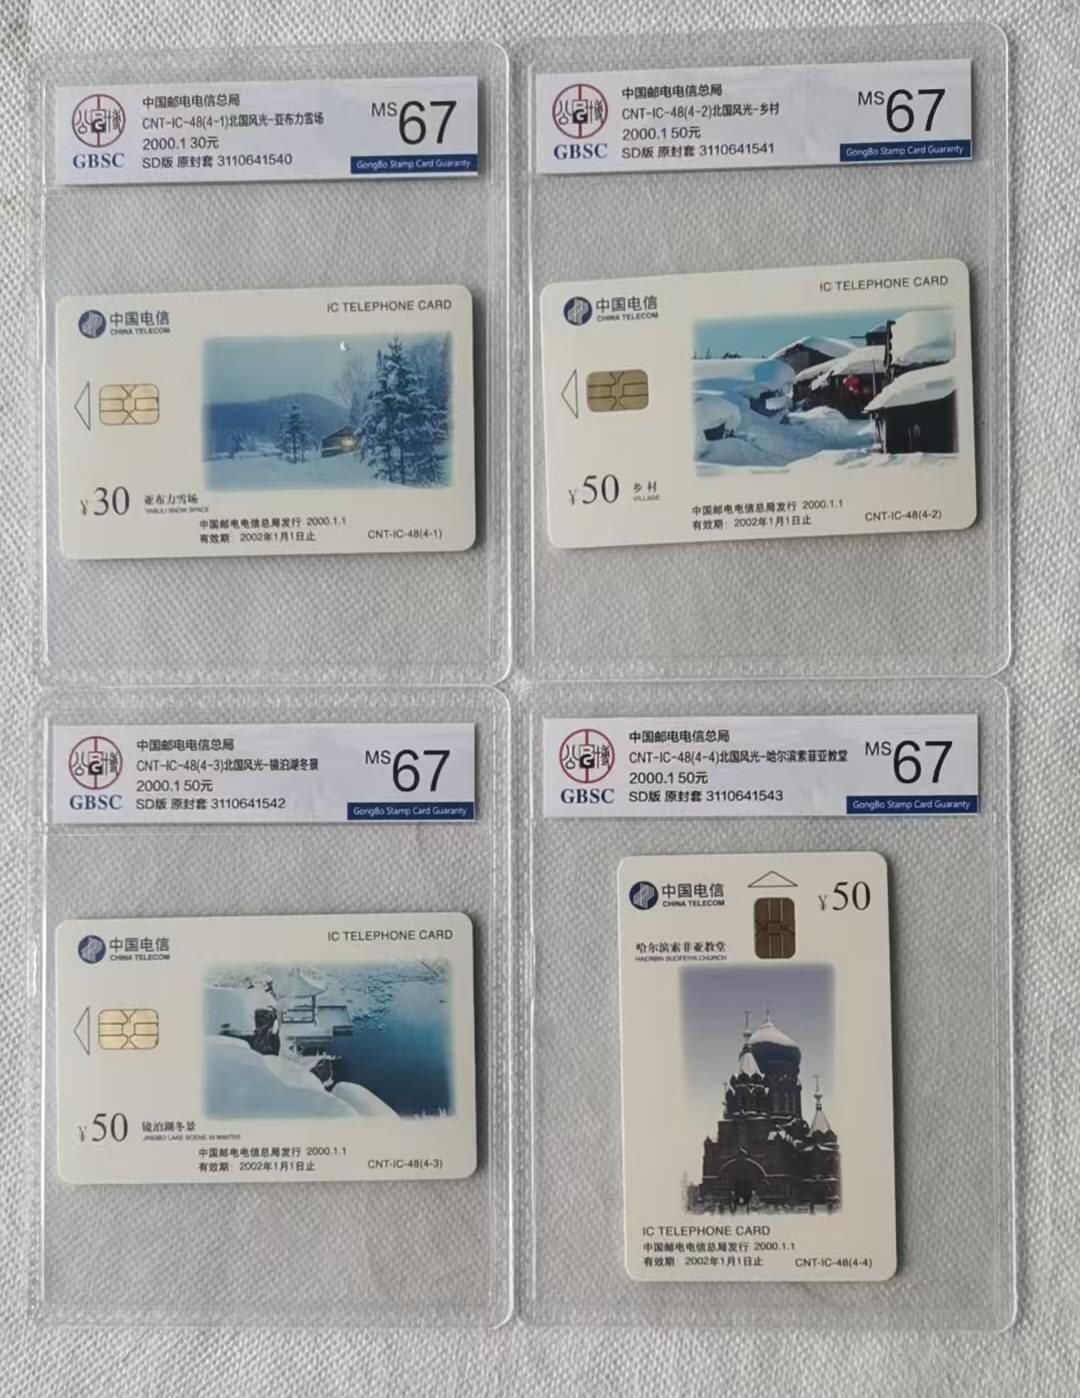 中国邮电电信总局
CNT-IC-48(4-1)北国风光-亚布力雪场
2000.1 30元
SD版 原封套 3110641540
MS 67
GBSC
GongBo Stamp Card Guaranty
中国电信
CHINA TELECOM
IC TELEPHONE CARD
¥30
亚布力雪场
YABULI SNOW SPACE
中国邮电电信总局发行 2000.1.1
有效期: 2002年1月1日止
CNT-IC-48(4-1)
中国邮电电信总局
CNT-IC-48(4-2)北国风光-乡村
2000.1 50元
SD版 原封套 3110641541
MS 67
GBSC
GongBo Stamp Card Guaranty
中国电信
CHINA TELECOM
IC TELEPHONE CARD
¥50
乡村
VILLAGE
中国邮电电信总局发行 2000.1.1
有效期: 2002年1月1日止
CNT-IC-48(4-2)
中国邮电电信总局
CNT-IC-48(4-3)北国风光-镜泊湖冬景
2000.1 50元
SD版 原封套 3110641542
MS 67
GBSC
GongBo Stamp Card Guaranty
中国电信
CHINA TELECOM
IC TELEPHONE CARD
¥50
镜泊湖冬景
JINGBO LAKE SCENE IN WINTER
中国邮电电信总局发行 2000.1.1
有效期: 2002年1月1日止
CNT-IC-48(4-3)
中国邮电电信总局
CNT-IC-48(4-4)北国风光-哈尔滨索菲亚教堂
2000.1 50元
SD版 原封套 3110641543
MS 67
GBSC
GongBo Stamp Card Guaranty
中国电信
CHINA TELECOM
¥50
哈尔滨索菲亚教堂
HAERBIN SUOFEIYA CHURCH
IC TELEPHONE CARD
中国邮电电信总局发行 2000.1.1
有效期: 2002年1月1日止
CNT-IC-48(4-4)